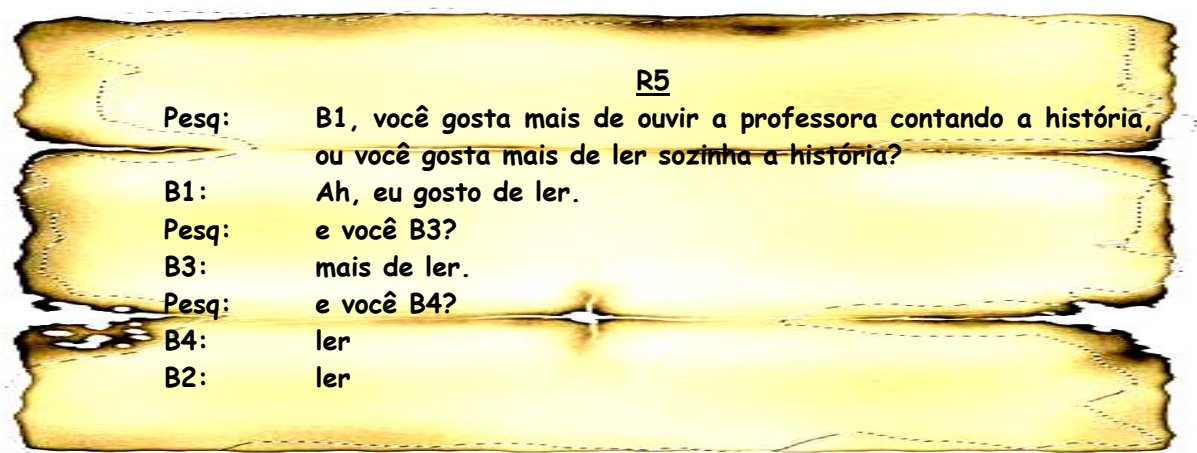 R5
Pesq: B1, você gosta mais de ouvir a professora contando a história,
ou você gosta mais de ler sozinha a história?
B1: Ah, eu gosto de ler.
Pesq: e você B3?
B3: mais de ler.
Pesq: e você B4?
B4: ler
B2: ler